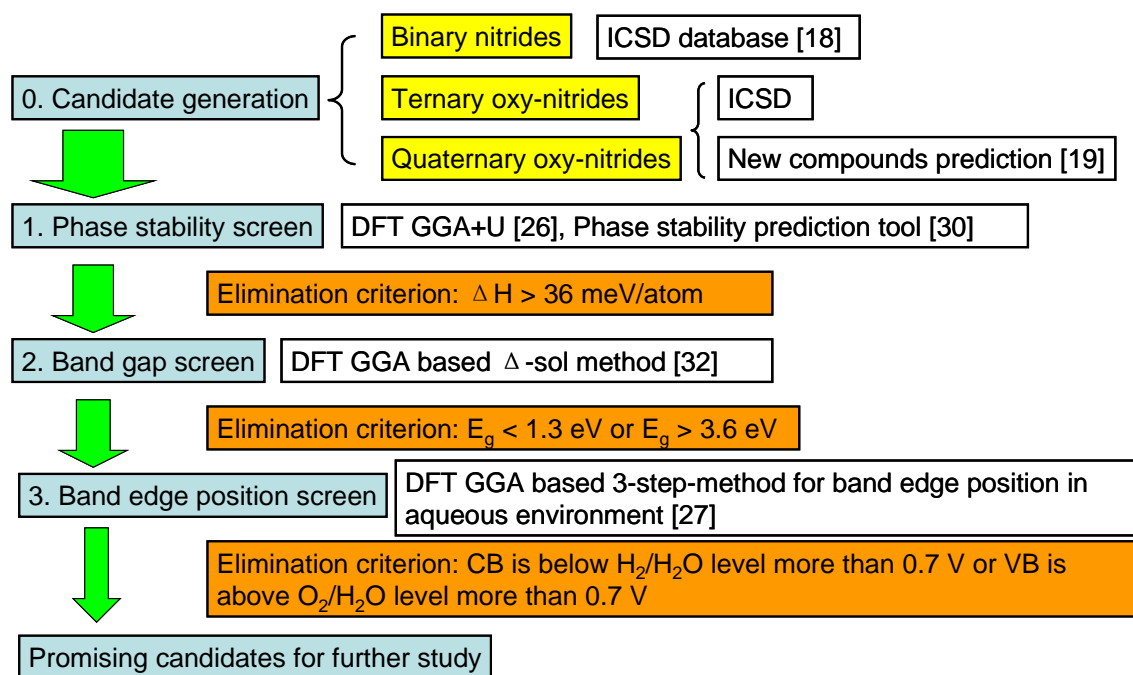 Binary nitrides
ICSD database [18]
0. Candidate generation
Ternary oxy-nitrides
ICSD
Quaternary oxy-nitrides
New compounds prediction [19]
1. Phase stability screen
DFT GGA+U [26], Phase stability prediction tool [30]
Elimination criterion: Δ H > 36 meV/atom
2. Band gap screen
DFT GGA based Δ -sol method [32]
Elimination criterion: E_g < 1.3 eV or E_g > 3.6 eV
3. Band edge position screen
DFT GGA based 3-step-method for band edge position in
aqueous environment [27]
Elimination criterion: CB is below H₂/H₂O level more than 0.7 V or VB is
above O₂/H₂O level more than 0.7 V
Promising candidates for further study